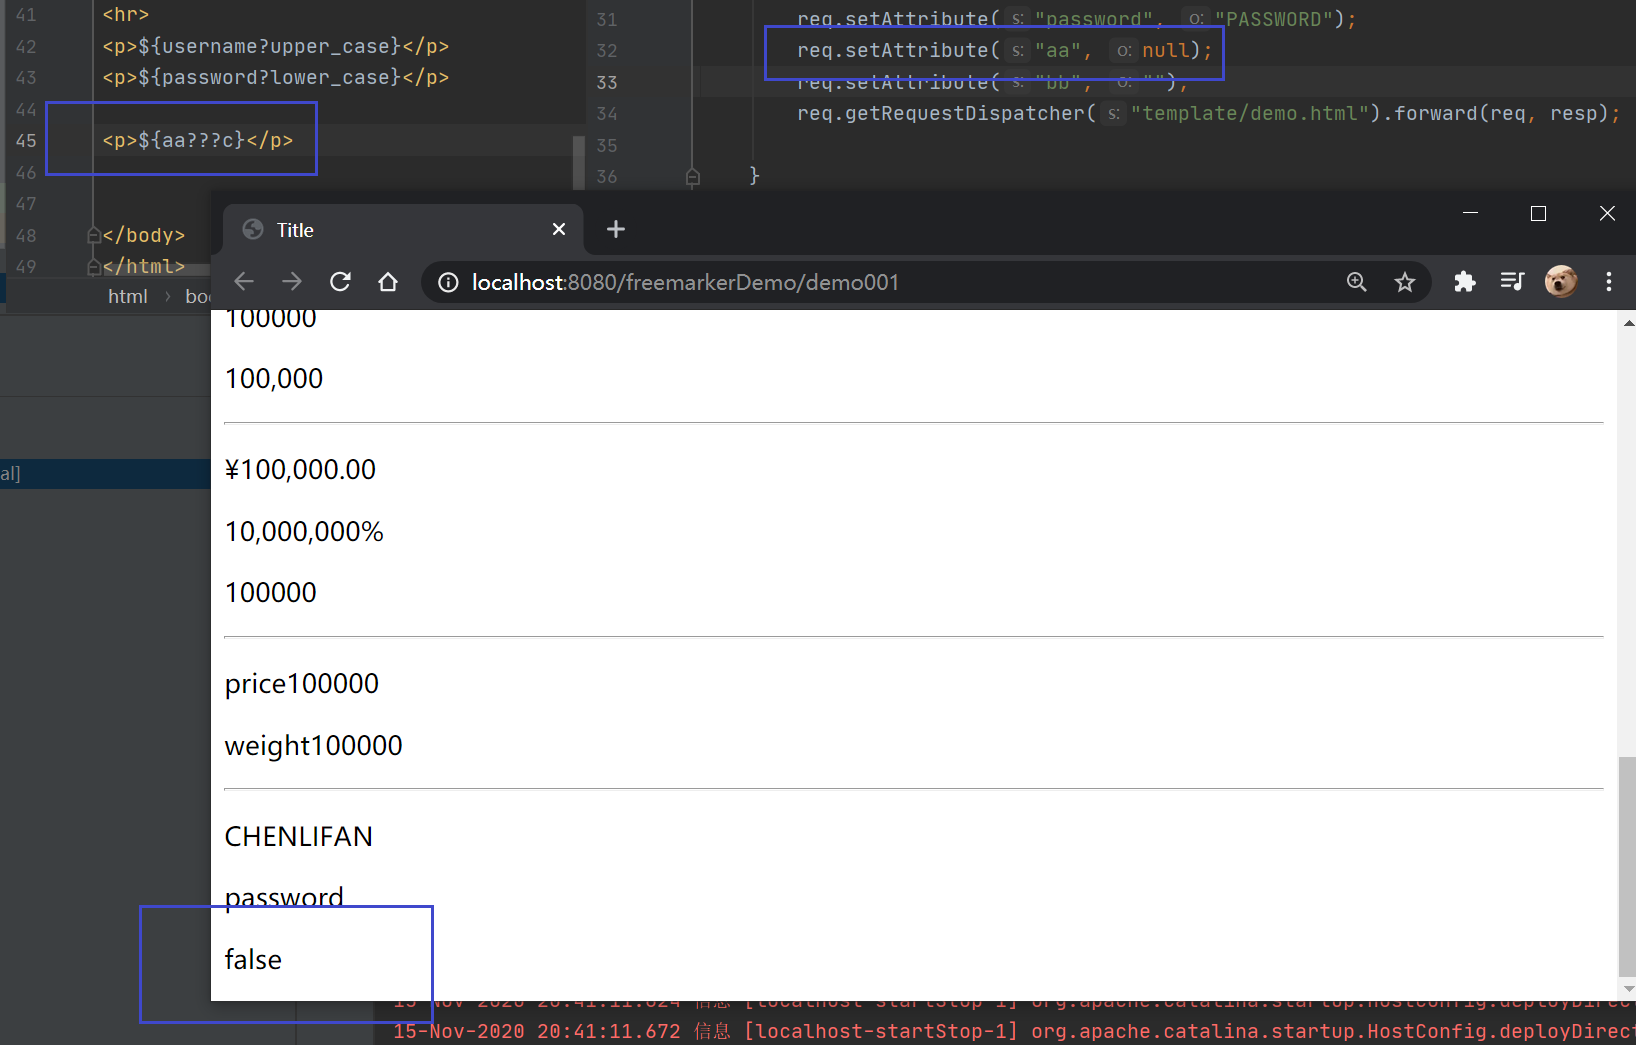 41 <hr>
42 <p>${username?upper_case}</p>
43 <p>${password?lower_case}</p>
44
45 <p>${aa???c}</p>
46
47
48 </body>
49 </html>
html › bo
31 req.setAttribute( s: "password", o: "PASSWORD");
32 req.setAttribute( s: "aa", o: null);
33 req.setAttribute( s: "bb", o: "");
34 req.getRequestDispatcher( s: "template/demo.html").forward(req, resp);
35
36 }
al]
Title
localhost:8080/freemarkerDemo/demo001
100000
100,000
¥100,000.00
10,000,000%
100000
price100000
weight100000
CHENLIFAN
password
false
15-Nov-2020 20:41:11.624 信息 [localhost-startStop-1] org.apache.catalina.startup.HostConfig.deployDirect
15-Nov-2020 20:41:11.672 信息 [localhost-startStop-1] org.apache.catalina.startup.HostConfig.deployDirect